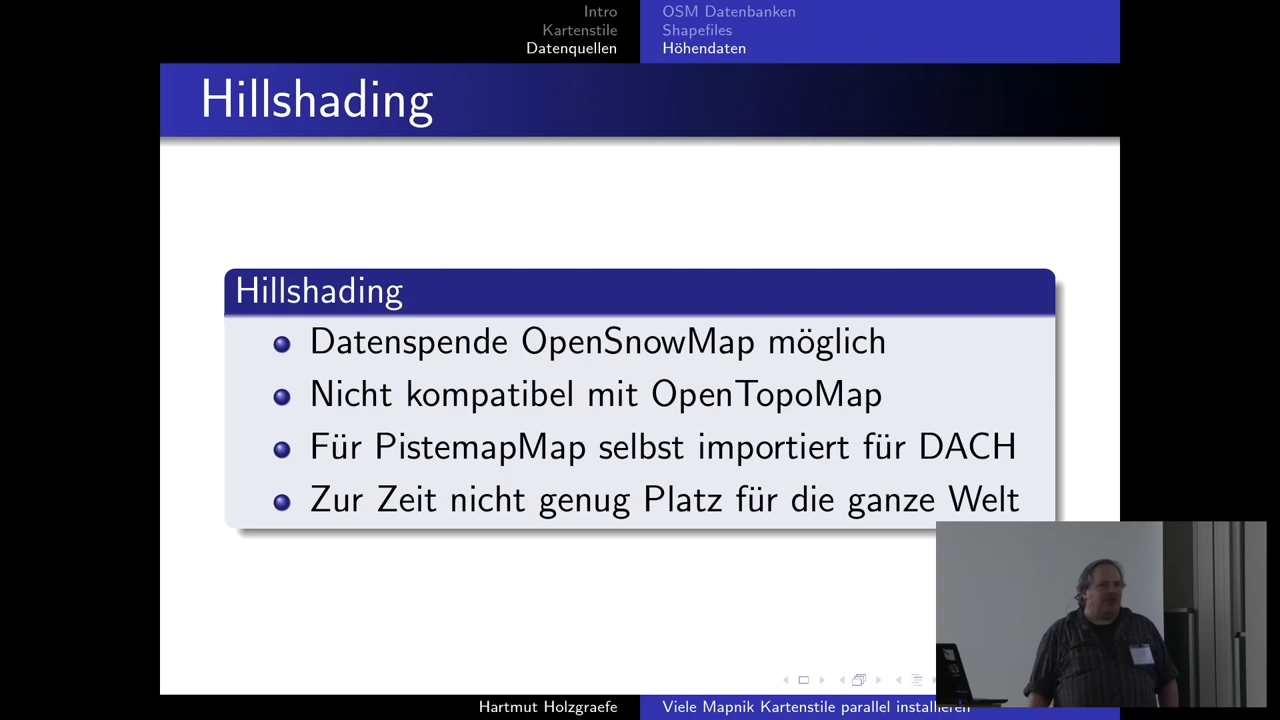 Intro
Kartenstile
Datenquellen
OSM Datenbanken
Shapefiles
Höhendaten
Hillshading
Hillshading
Datenspende OpenSnowMap möglich
Nicht kompatibel mit OpenTopoMap
Für PistemapMap selbst importiert für DACH
Zur Zeit nicht genug Platz für die ganze Welt
Hartmut Holzgraefe
Viele Mapnik Kartenstile parallel installieren